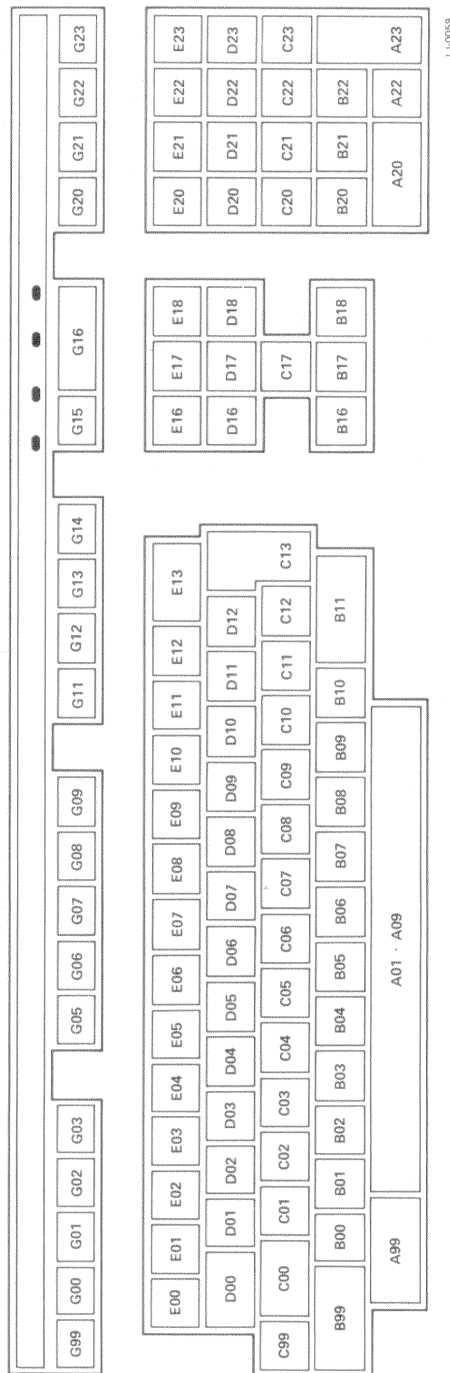 G99 G00 G01 G02 G03 G05 G06 G07 G08 G09 G11 G12 G13 G14 G15 G16 G20 G21 G22 G23
E00 E01 E02 E03 E04 E05 E06 E07 E08 E09 E10 E11 E12 E13 E16 E17 E18 E20 E21 E22 E23
D00 D01 D02 D03 D04 D05 D06 D07 D08 D09 D10 D11 D12 D16 D17 D18 D20 D21 D22 D23
C99 C00 C01 C02 C03 C04 C05 C06 C07 C08 C09 C10 C11 C12 C13 C17 C20 C21 C22 C23
B99 B00 B01 B02 B03 B04 B05 B06 B07 B08 B09 B10 B11 B16 B17 B18 B20 B21 B22
A99 A01 - A09 A20 A22 A23